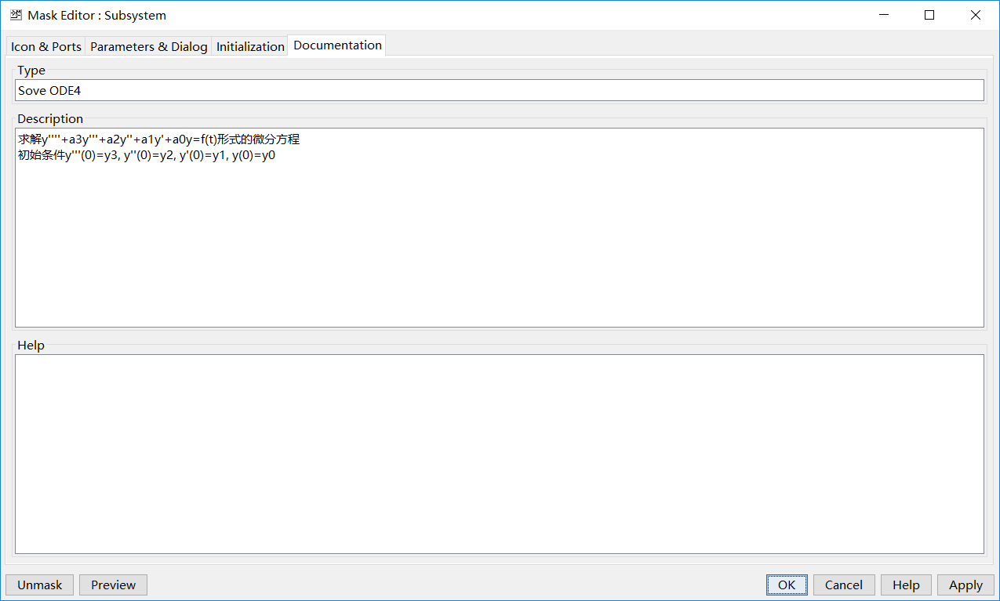 Mask Editor : Subsystem
Icon & Ports
Parameters & Dialog
Initialization
Documentation
Type
Sove ODE4
Description
求解y''''+a3y'''+a2y''+a1y'+a0y=f(t)形式的微分方程
初始条件y'''(0)=y3, y''(0)=y2, y'(0)=y1, y(0)=y0
Help
Unmask
Preview
OK
Cancel
Help
Apply